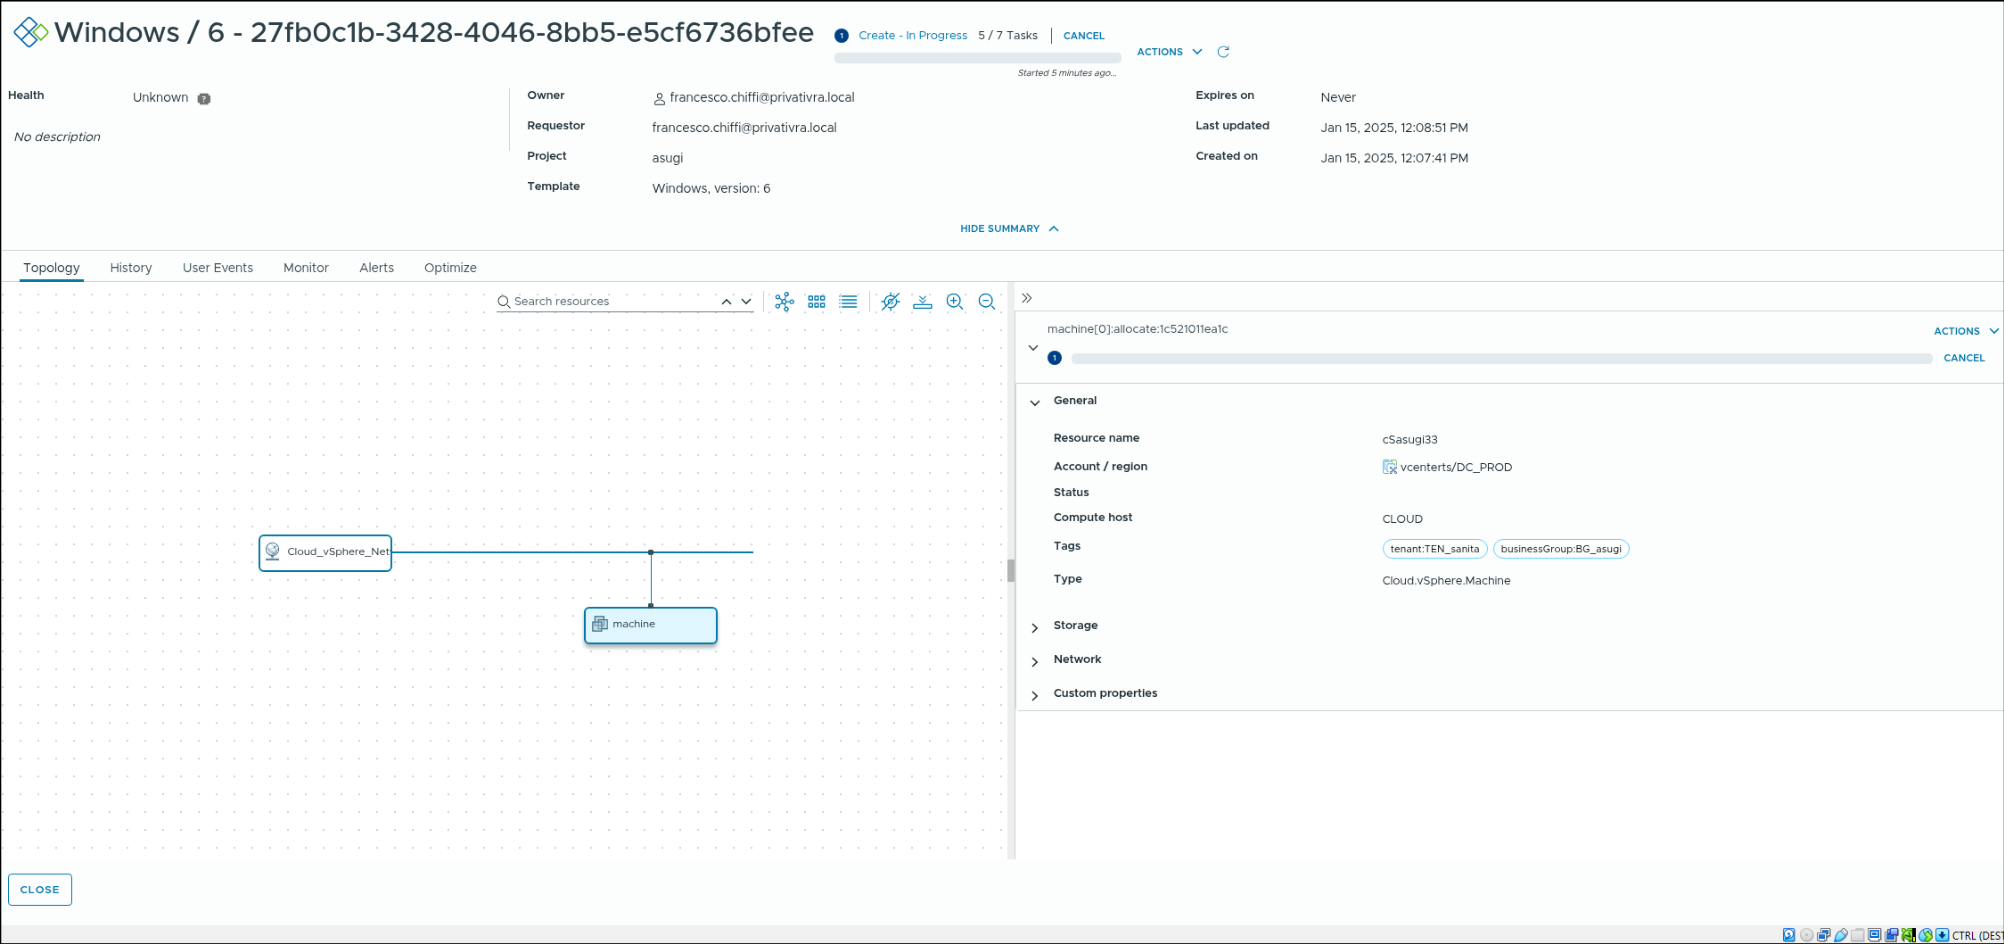 Windows / 6 - 27fb0c1b-3428-4046-8bb5-e5cf6736bfee
1 Create - In Progress 5 / 7 Tasks CANCEL
Started 5 minutes ago...
ACTIONS
Health Unknown ?
No description
Owner francesco.chiffi@privativra.local
Requestor francesco.chiffi@privativra.local
Project asugi
Template Windows, version: 6
Expires on Never
Last updated Jan 15, 2025, 12:08:51 PM
Created on Jan 15, 2025, 12:07:41 PM
HIDE SUMMARY
Topology History User Events Monitor Alerts Optimize
Search resources
Cloud_vSphere_Net
machine
machine[0]:allocate:1c521011ea1c
ACTIONS
1
CANCEL
General
Resource name cSasugi33
Account / region vcenterts/DC_PROD
Status
Compute host CLOUD
Tags tenant:TEN_sanita businessGroup:BG_asugi
Type Cloud.vSphere.Machine
Storage
Network
Custom properties
CLOSE
CTRL (DEST